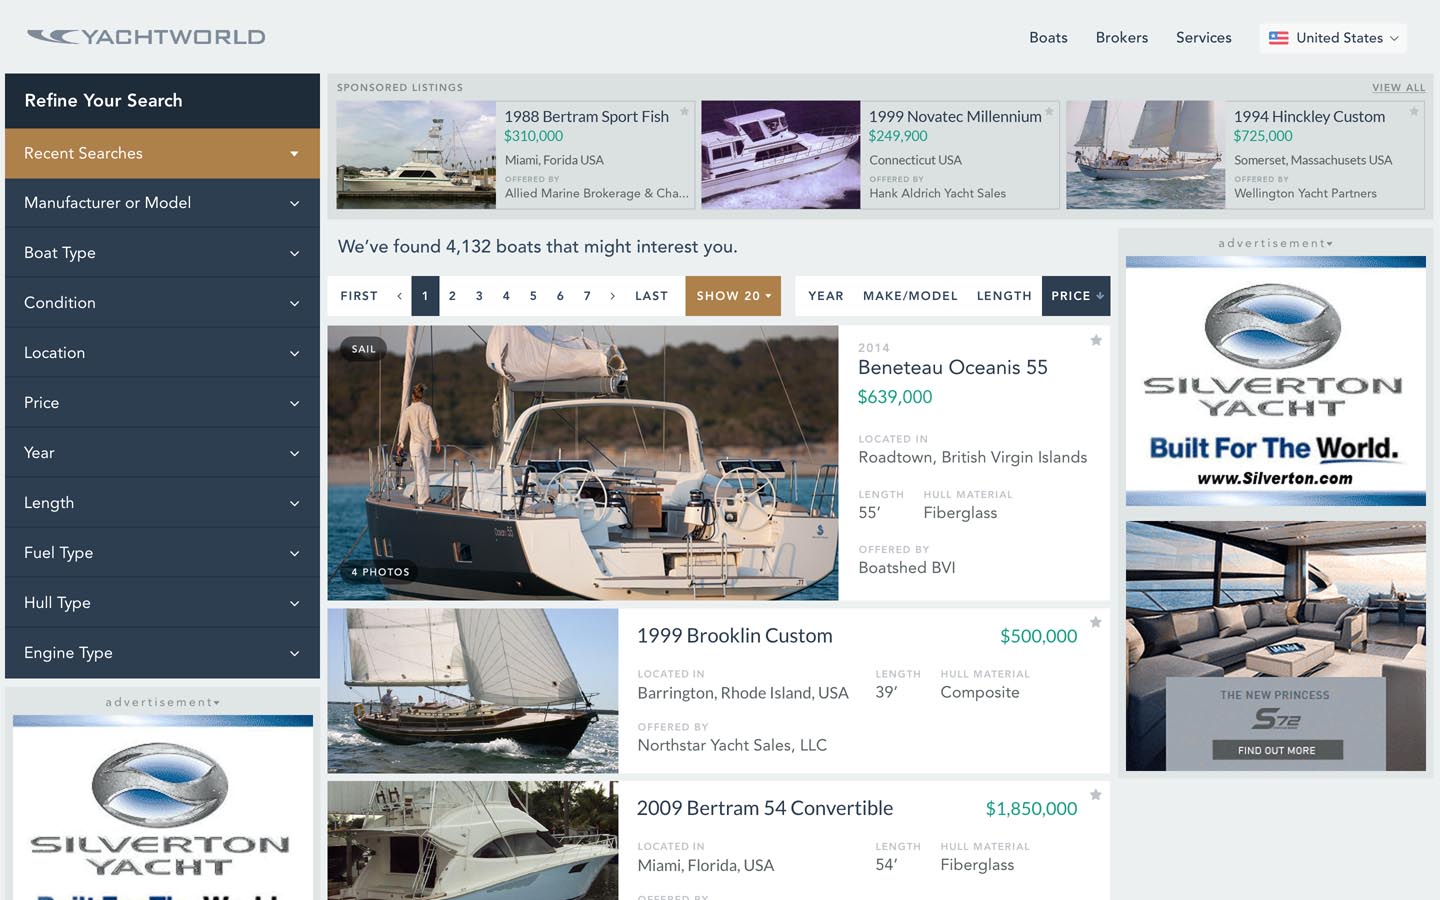 YACHTWORLD
Boats
Brokers
Services
United States
Refine Your Search
Recent Searches
Manufacturer or Model
Boat Type
Condition
Location
Price
Year
Length
Fuel Type
Hull Type
Engine Type
advertisement
SILVERTON
YACHT
Built For The World.
SPONSORED LISTINGS
VIEW ALL
1988 Bertram Sport Fish
$310,000
Miami, Forida USA
OFFERED BY
Allied Marine Brokerage & Cha...
1999 Novatec Millennium
$249,900
Connecticut USA
OFFERED BY
Hank Aldrich Yacht Sales
1994 Hinckley Custom
$725,000
Somerset, Massachusets USA
OFFERED BY
Wellington Yacht Partners
We’ve found 4,132 boats that might interest you.
FIRST ‹ 1 2 3 4 5 6 7 › LAST SHOW 20
YEAR MAKE/MODEL LENGTH PRICE
SAIL
Oceanis 55
4 PHOTOS
2014
Beneteau Oceanis 55
$639,000
LOCATED IN
Roadtown, British Virgin Islands
LENGTH HULL MATERIAL
55’ Fiberglass
OFFERED BY
Boatshed BVI
1999 Brooklin Custom
$500,000
LOCATED IN LENGTH HULL MATERIAL
Barrington, Rhode Island, USA 39’ Composite
OFFERED BY
Northstar Yacht Sales, LLC
2009 Bertram 54 Convertible
$1,850,000
LOCATED IN LENGTH HULL MATERIAL
Miami, Florida, USA 54’ Fiberglass
OFFERED BY
advertisement
SILVERTON
YACHT
Built For The World.
www.Silverton.com
THE NEW PRINCESS
S72
FIND OUT MORE